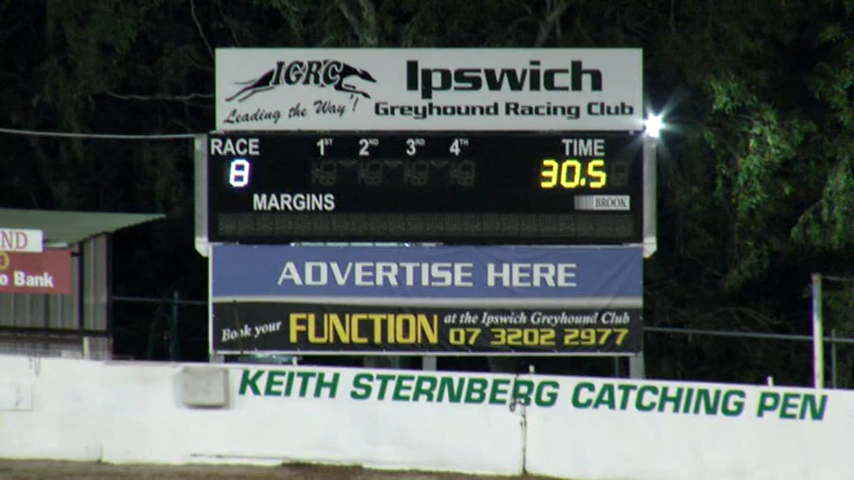 IGRC
Leading the Way!
Ipswich
Greyhound Racing Club
RACE 1ST 2ND 3RD 4TH TIME
8 30.5
MARGINS BROOK
ND
o Bank
ADVERTISE HERE
Book your FUNCTION at the Ipswich Greyhound Club
07 3202 2977
KEITH STERNBERG CATCHING PEN